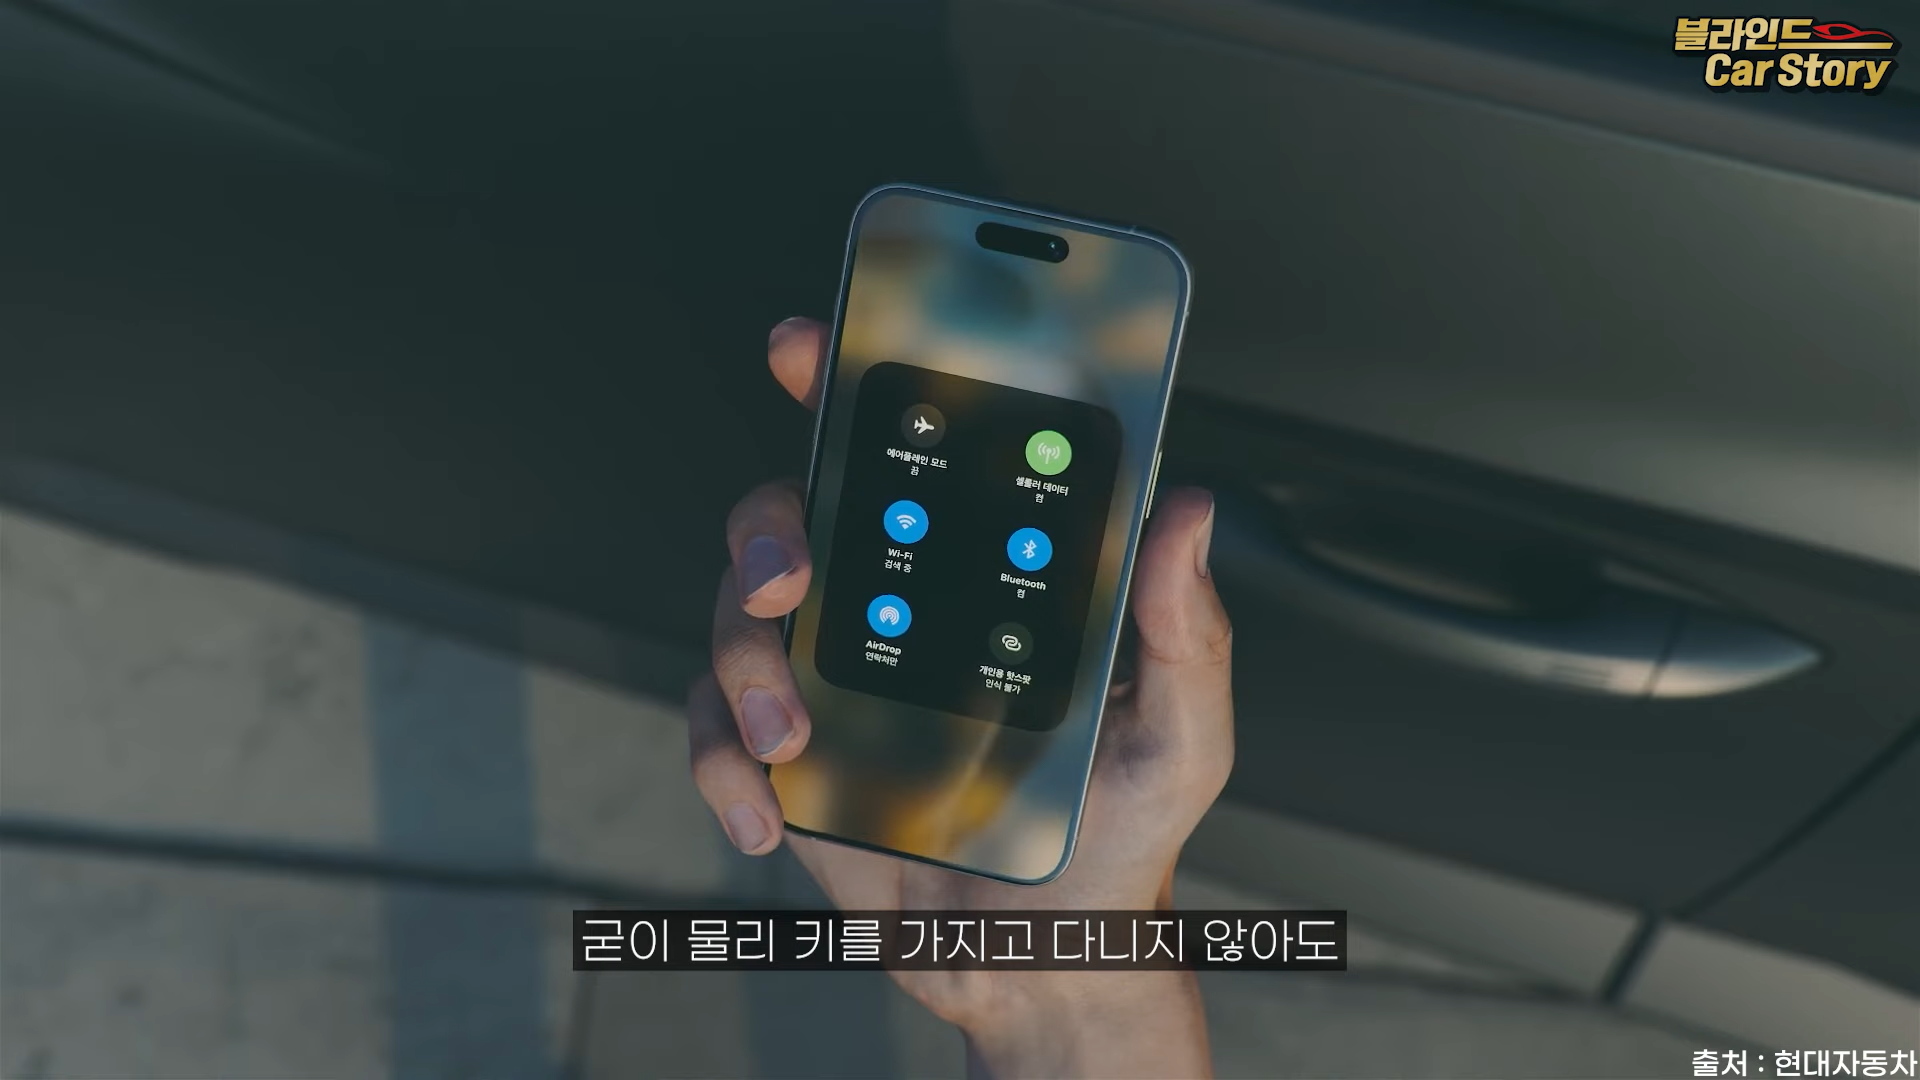 블라인드
Car Story
에어플레인 모드
끔
셀룰러 데이터
켬
Wi-Fi
검색 중
Bluetooth
켬
AirDrop
연락처만
개인용 핫스팟
인식 불가
굳이 물리 키를 가지고 다니지 않아도
출처 : 현대자동차